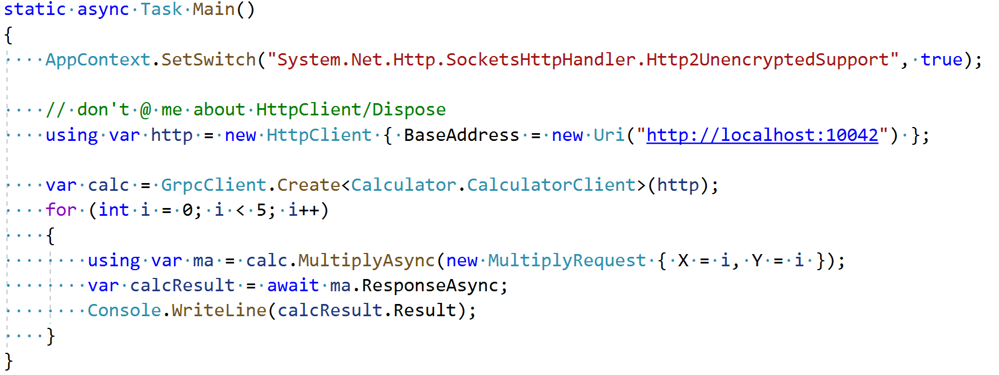 static async Task Main()
{
    AppContext.SetSwitch("System.Net.Http.SocketsHttpHandler.Http2UnencryptedSupport", true);
    // don't @ me about HttpClient/Dispose
    using var http = new HttpClient { BaseAddress = new Uri("http://localhost:10042") };
    var calc = GrpcClient.Create<Calculator.CalculatorClient>(http);
    for (int i = 0; i < 5; i++)
    {
        using var ma = calc.MultiplyAsync(new MultiplyRequest { X = i, Y = i });
        var calcResult = await ma.ResponseAsync;
        Console.WriteLine(calcResult.Result);
    }
}